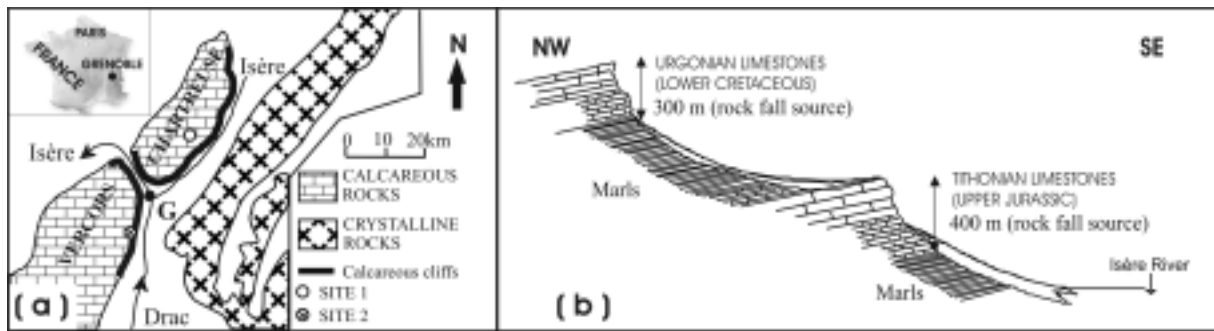 PARIS
FRANCE
GRENOBLE
Isère
N
CHARTREUSE
Isère
0 10 20km
VERCORS
G
CALCAREOUS
ROCKS
CRYSTALLINE
ROCKS
Calcareous cliffs
SITE 1
SITE 2
Drac
(a)
NW
SE
URGONIAN LIMESTONES
(LOWER CRETACEOUS)
300 m (rock fall source)
Marls
TITHONIAN LIMESTONES
(UPPER JURASSIC)
400 m (rock fall source)
Isère River
Marls
(b)